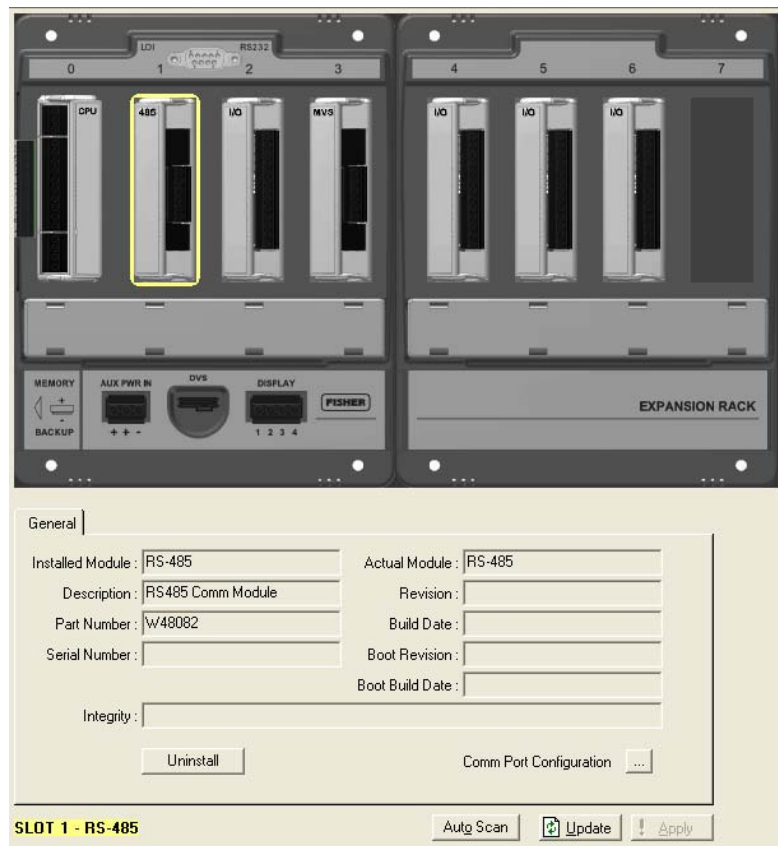 LOI RS232
0 1 2 3 4 5 6 7
CPU 485 I/O MVS I/O I/O I/O
MEMORY AUX PWR IN DVS DISPLAY
FISHER
EXPANSION RACK
+
-
BACKUP + + - 1 2 3 4
General
Installed Module : RS-485 Actual Module : RS-485
Description : RS485 Comm Module Revision :
Part Number : W48082 Build Date :
Serial Number : Boot Revision :
Boot Build Date :
Integrity :
Uninstall Comm Port Configuration ...
SLOT 1 - RS-485 Auto Scan Update ! Apply